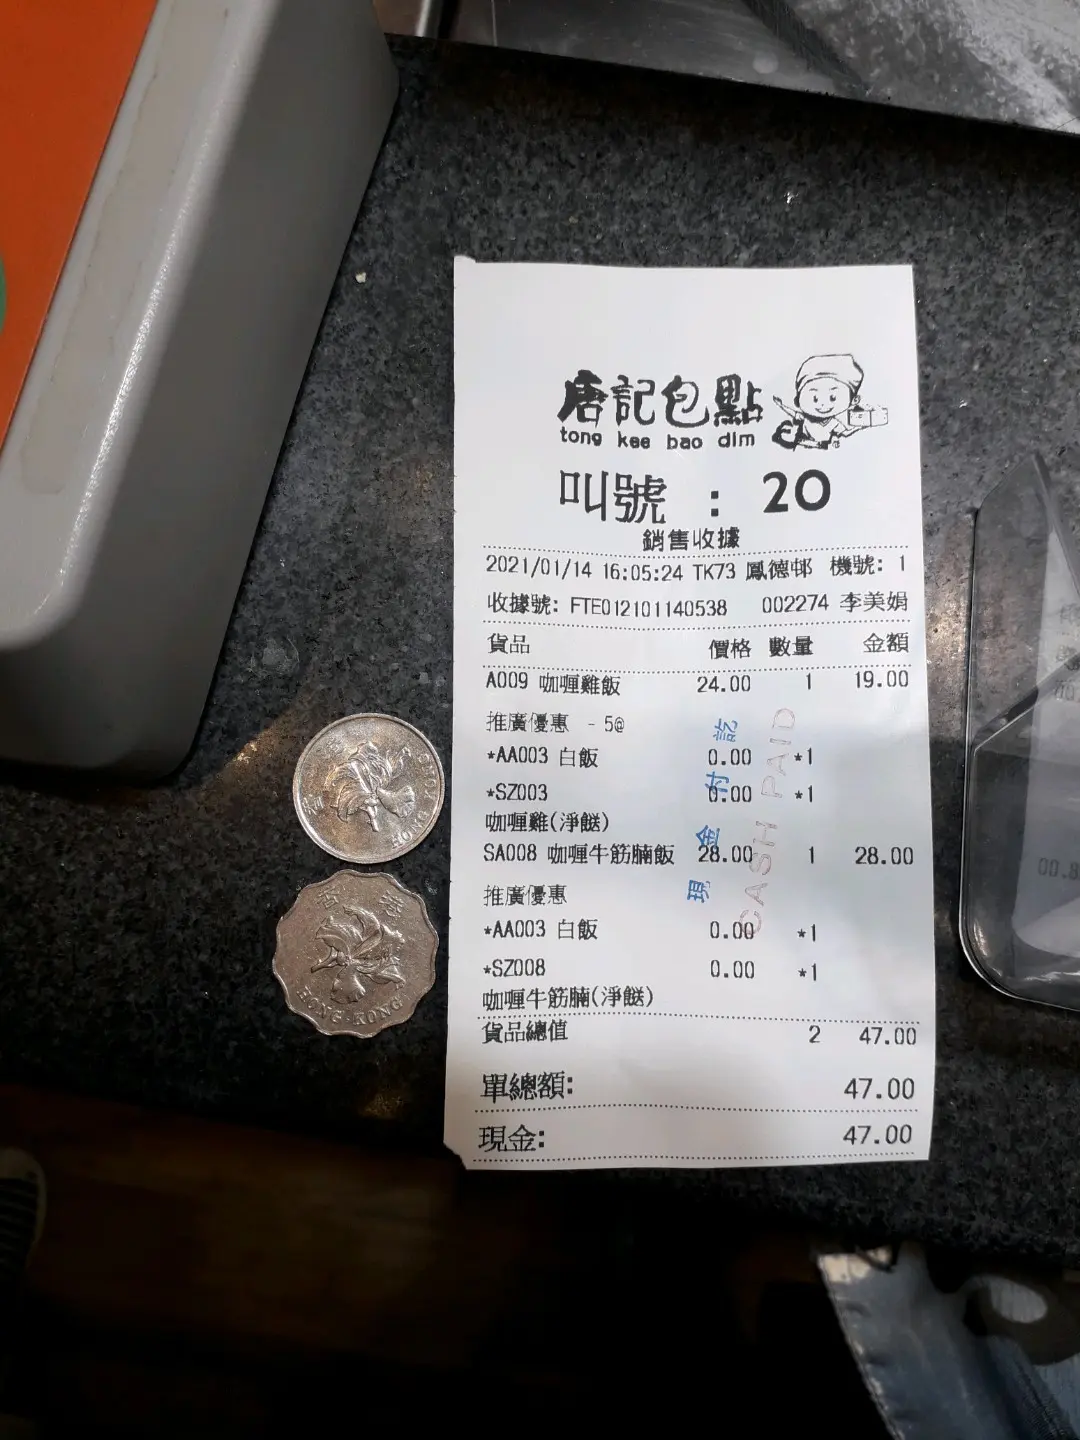 唐記包點
tong kee bao dim
叫號 : 20
銷售收據
2021/01/14 16:05:24 TK73 鳳德邨 機號: 1
收據號: FTE012101140538 002274 李美娟
貨品 價格 數量 金額
A009 咖喱雞飯 24.00 1 19.00
推廣優惠 -5@
*AA003 白飯 0.00 *1
*SZ003 0.00 *1
咖喱雞(淨餸)
SA008 咖喱牛筋腩飯 28.00 1 28.00
推廣優惠
*AA003 白飯 0.00 *1
*SZ008 0.00 *1
咖喱牛筋腩(淨餸)
貨品總值 2 47.00
單總額: 47.00
現金: 47.00
現金付訖
CASH PAID
香港
HONG KONG
HONG KONG